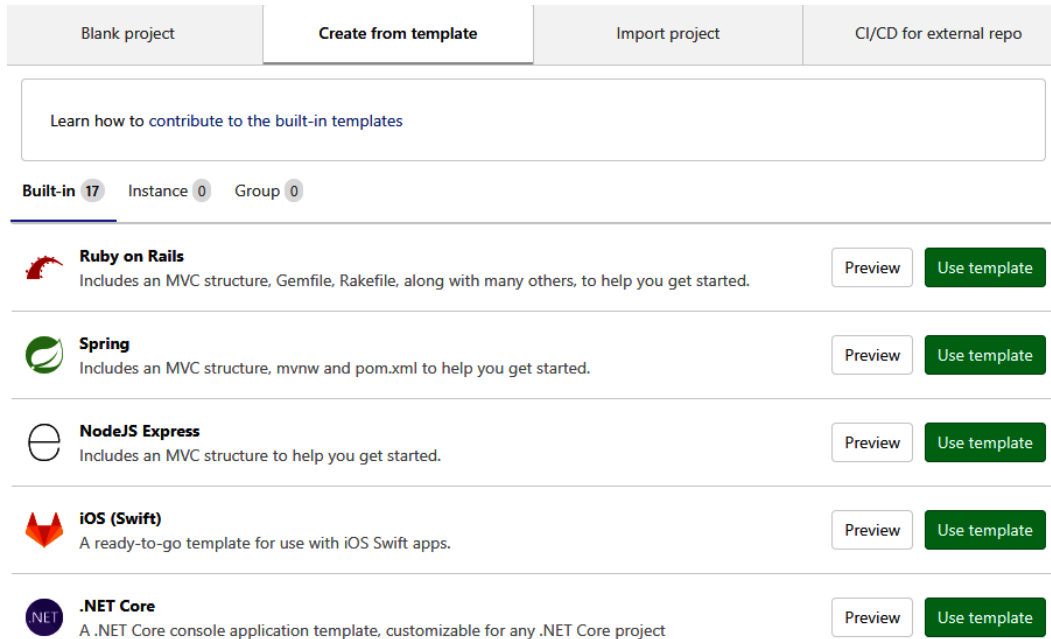 Blank project
Create from template
Import project
CI/CD for external repo
Learn how to contribute to the built-in templates
Built-in 17 Instance 0 Group 0
Ruby on Rails
Includes an MVC structure, Gemfile, Rakefile, along with many others, to help you get started.
Preview
Use template
Spring
Includes an MVC structure, mvnw and pom.xml to help you get started.
Preview
Use template
NodeJS Express
Includes an MVC structure to help you get started.
Preview
Use template
iOS (Swift)
A ready-to-go template for use with iOS Swift apps.
Preview
Use template
.NET
.NET Core
A .NET Core console application template, customizable for any .NET Core project
Preview
Use template